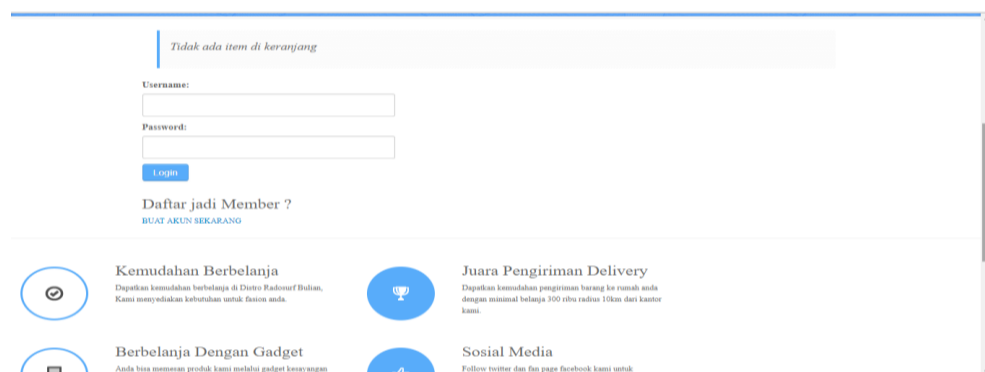 Tidak ada item di keranjang
Username:
Password:
Login
Daftar jadi Member ?
BUAT AKUN SEKARANG
Kemudahan Berbelanja
Dapatkan kemudahan berbelanja di Distro Radosurf Bulian,
Kami menyediakan kebutuhan untuk fasion anda.
Juara Pengiriman Delivery
Dapatkan kemudahan pengiriman barang ke rumah anda
dengan minimal belanja 300 ribu radius 10km dari kantor
kami.
Berbelanja Dengan Gadget
Anda bisa memesan produk kami melalui gadget kesayangan
Sosial Media
Follow twitter dan fan page facebook kami untuk